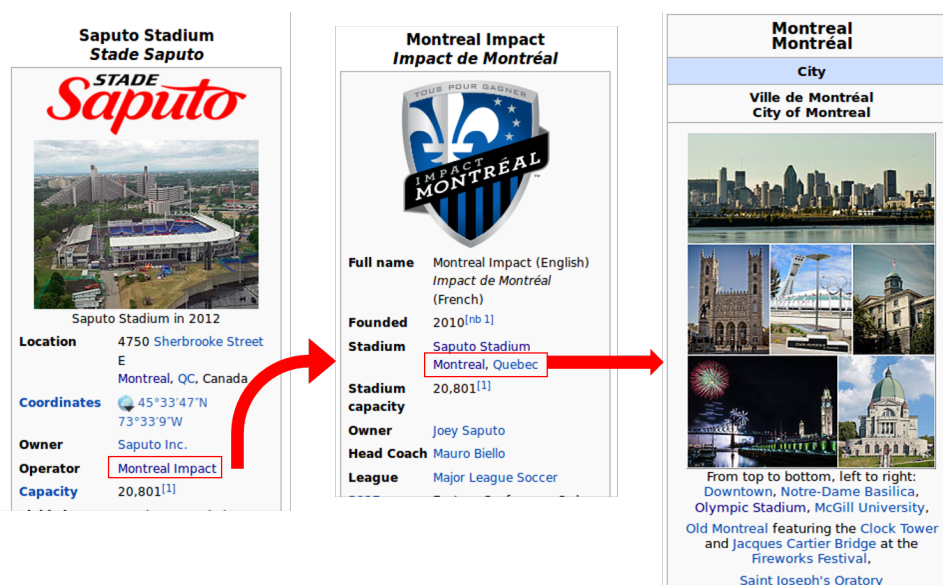 Saputo Stadium
Stade Saputo
STADE
Saputo
Saputo Stadium in 2012
Location 4750 Sherbrooke Street
E
Montreal, QC, Canada
Coordinates 45°33′47″N
73°33′9″W
Owner Saputo Inc.
Operator Montreal Impact
Capacity 20,801[1]
Montreal Impact
Impact de Montréal
TOUS POUR GAGNER
IMPACT
MONTRÉAL
TM
Full name Montreal Impact (English)
Impact de Montréal
(French)
Founded 2010[nb 1]
Stadium Saputo Stadium
Montreal, Quebec
Stadium 20,801[1]
capacity
Owner Joey Saputo
Head Coach Mauro Biello
League Major League Soccer
Montreal
Montréal
City
Ville de Montréal
City of Montreal
From top to bottom, left to right:
Downtown, Notre-Dame Basilica,
Olympic Stadium, McGill University,
Old Montreal featuring the Clock Tower
and Jacques Cartier Bridge at the
Fireworks Festival,
Saint Joseph's Oratory